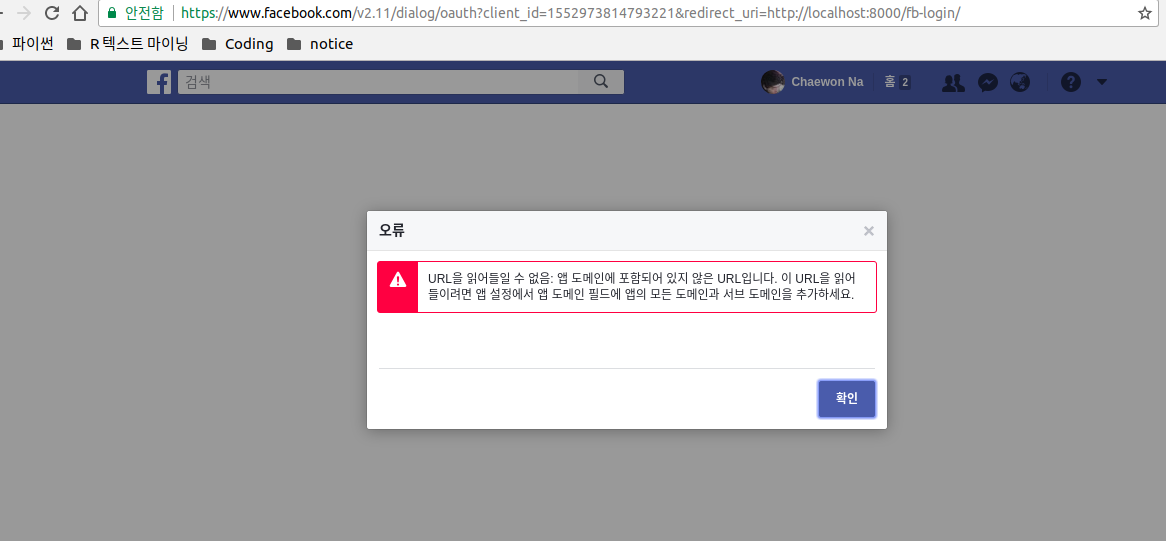 안전함 https://www.facebook.com/v2.11/dialog/oauth?client_id=1552973814793221&redirect_uri=http://localhost:8000/fb-login/
파이썬 R 텍스트 마이닝 Coding notice
f 검색 Chaewon Na 홈 2 ?
오류 ×
URL을 읽어들일 수 없음: 앱 도메인에 포함되어 있지 않은 URL입니다. 이 URL을 읽어
들이려면 앱 설정에서 앱 도메인 필드에 앱의 모든 도메인과 서브 도메인을 추가하세요.
확인